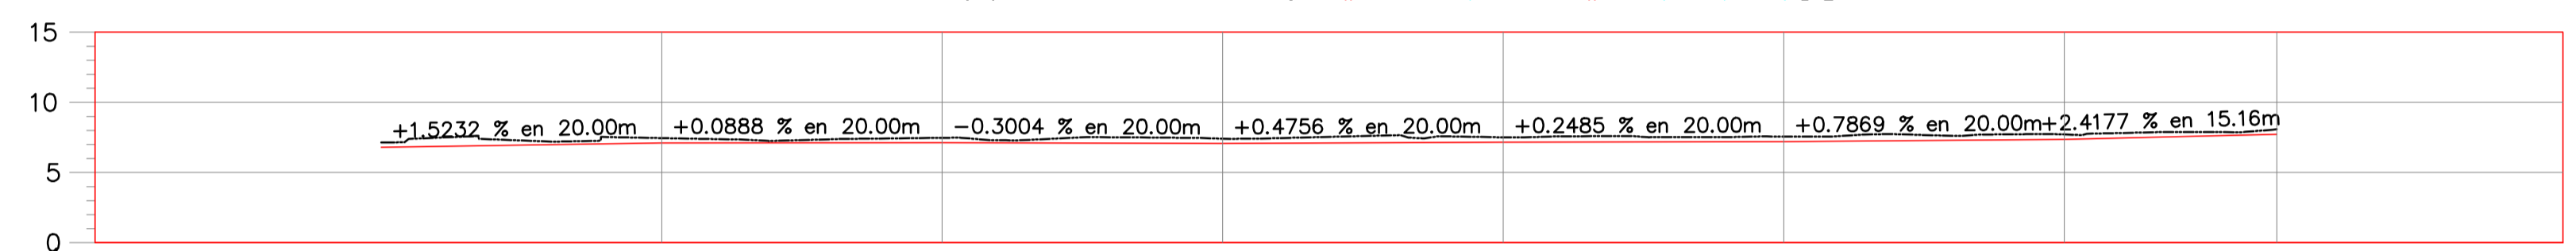 15
10
+1.5232 % en 20.00m +0.0888 % en 20.00m −0.3004 % en 20.00m +0.4756 % en 20.00m +0.2485 % en 20.00m +0.7869 % en 20.00m +2.4177 % en 15.16m
5
0